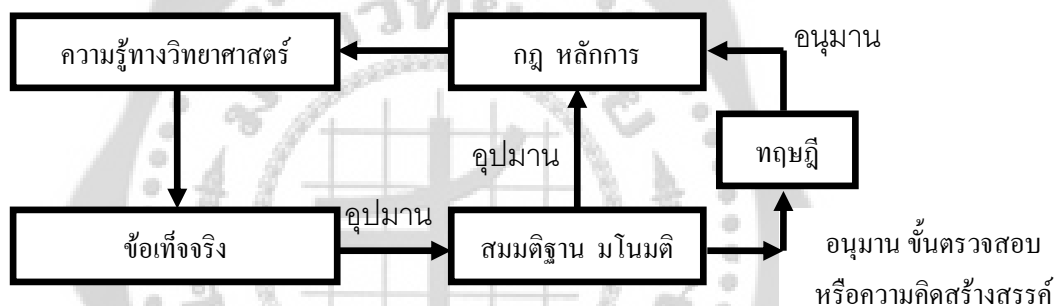 ความรู้ทางวิทยาศาสตร์
กฎ หลักการ
อนุมาน
ทฤษฎี
อุปมาน
อุปมาน
ข้อเท็จจริง
สมมติฐาน มโนมติ
อนุมาน ขั้นตรวจสอบ
หรือความคิดสร้างสรรค์